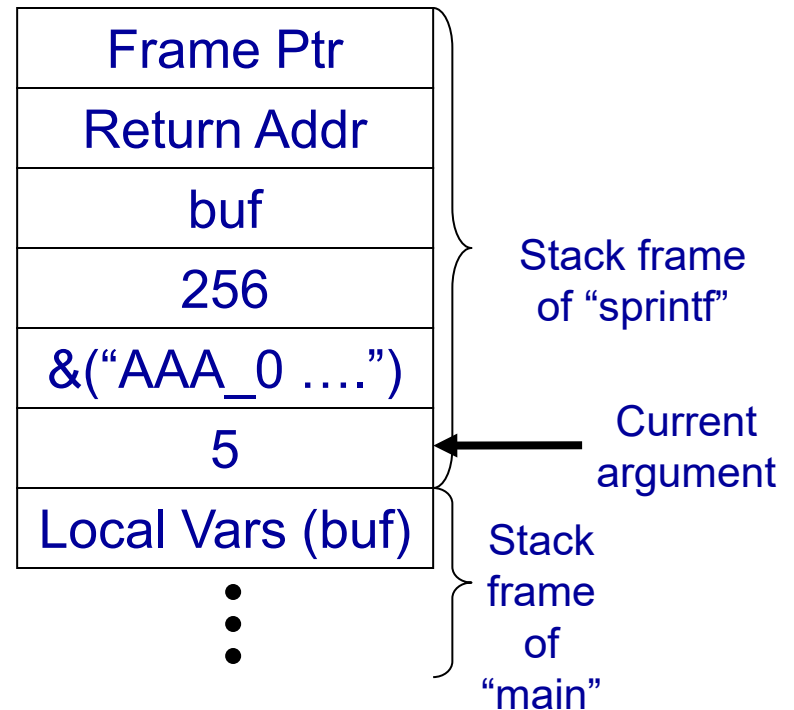 Frame Ptr
Return Addr
buf
256
&(“AAA_0 ….”)
5
Local Vars (buf)
Stack frame
of “sprintf”
Current
argument
Stack
frame
of
“main”